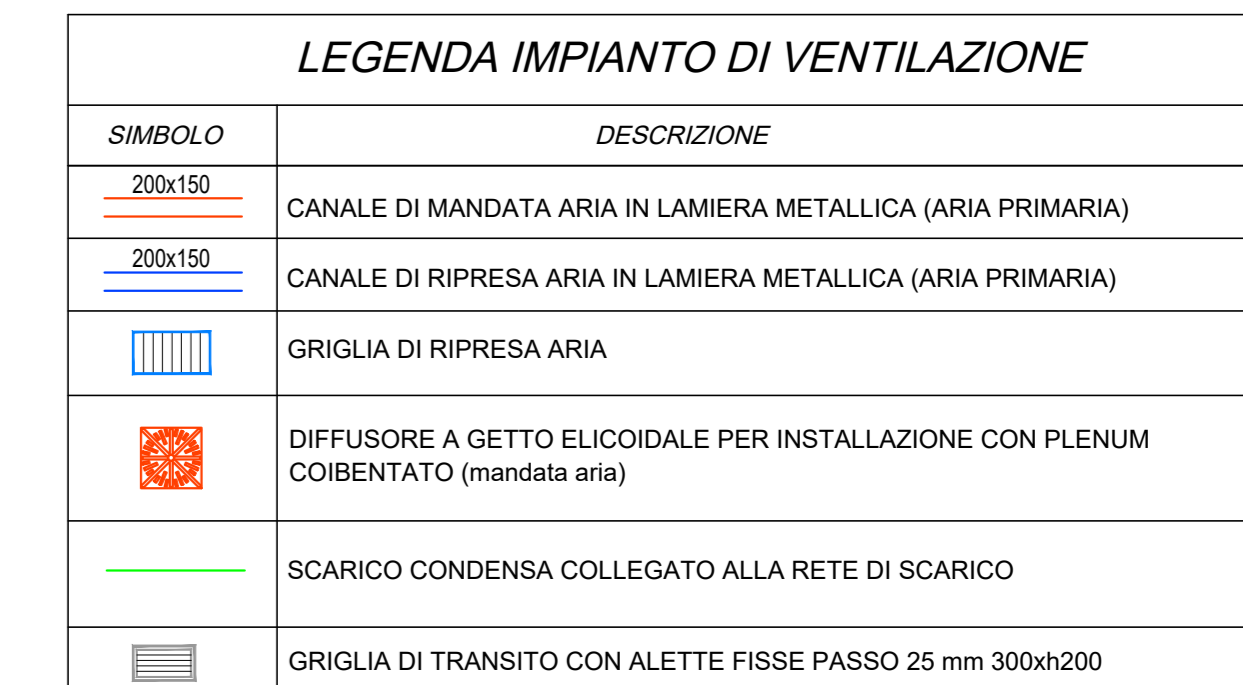 LEGENDA IMPIANTO DI VENTILAZIONE
SIMBOLO DESCRIZIONE
200x150
CANALE DI MANDATA ARIA IN LAMIERA METALLICA (ARIA PRIMARIA)
200x150
CANALE DI RIPRESA ARIA IN LAMIERA METALLICA (ARIA PRIMARIA)
GRIGLIA DI RIPRESA ARIA
DIFFUSORE A GETTO ELICOIDALE PER INSTALLAZIONE CON PLENUM
COIBENTATO (mandata aria)
SCARICO CONDENSA COLLEGATO ALLA RETE DI SCARICO
GRIGLIA DI TRANSITO CON ALETTE FISSE PASSO 25 mm 300xh200